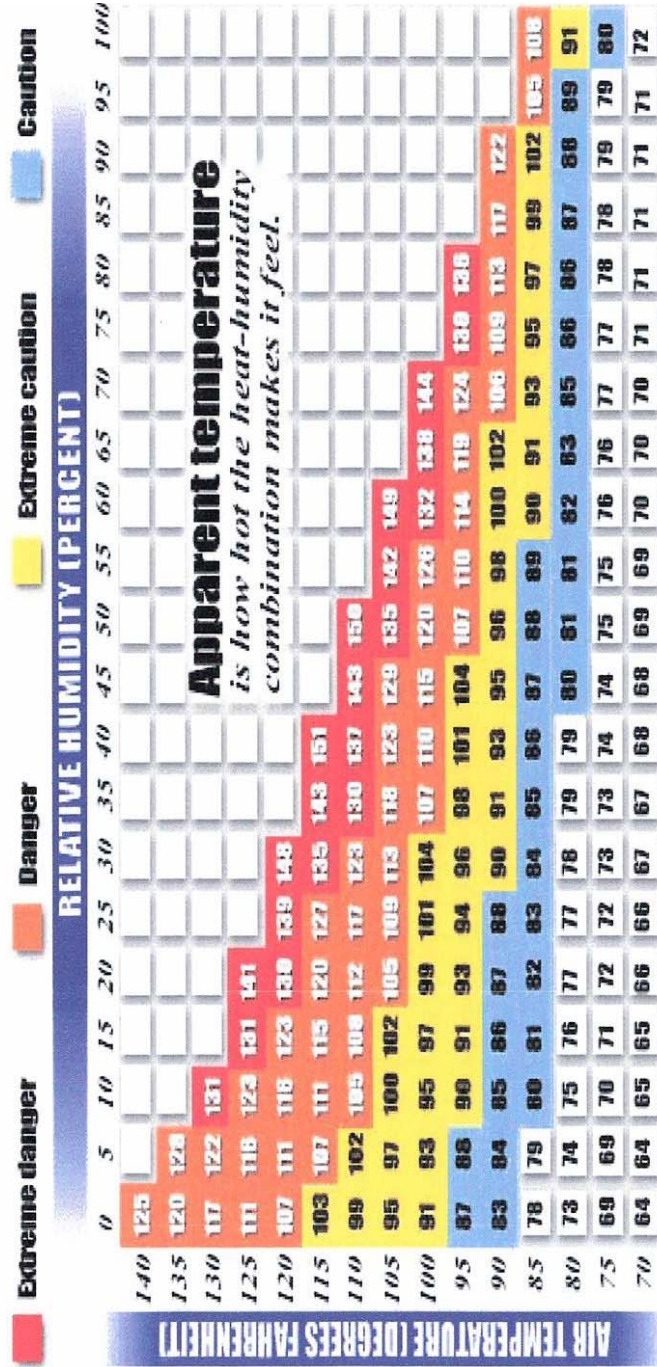 Extreme danger Danger Extreme caution Caution
RELATIVE HUMIDITY (PERCENT)
0 5 10 15 20 25 30 35 40 45 50 55 60 65 70 75 80 85 90 95 100
AIR TEMPERATURE (DEGREES FAHRENHEIT)
Apparent temperature
is how hot the heat-humidity
combination makes it feel.
140 125
135 120 128
130 117 122 131
125 111 116 123 131 141
120 107 111 116 123 130 139 148
115 103 107 111 115 120 127 135 143 151
110 99 102 105 108 112 117 123 130 137 143 150
105 95 97 100 102 105 109 113 118 123 129 135 142 149
100 91 93 95 97 99 101 104 107 110 115 120 126 132 138 144
95 87 88 90 91 93 94 96 98 101 104 107 110 114 119 124 130 136
90 83 84 85 86 87 88 90 91 93 95 96 98 100 102 106 109 113 117 122
85 78 79 80 81 82 83 84 85 86 87 88 89 90 91 93 95 97 99 102 105 108
80 73 74 75 76 77 77 78 79 79 80 81 81 82 83 85 86 86 87 88 89 91
75 69 69 70 71 72 72 73 73 74 74 75 75 76 76 77 77 78 78 79 79 80
70 64 64 65 65 66 66 67 67 68 68 69 69 70 70 70 71 71 71 71 71 72